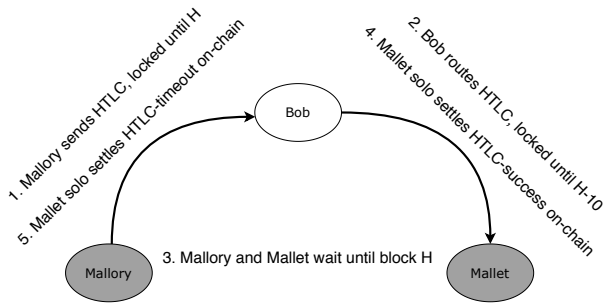 1. Mallory sends HTLC, locked until H
5. Mallet solo settles HTLC-timeout on-chain
2. Bob routes HTLC, locked until H-10
4. Mallet solo settles HTLC-success on-chain
Bob
3. Mallory and Mallet wait until block H
Mallory
Mallet